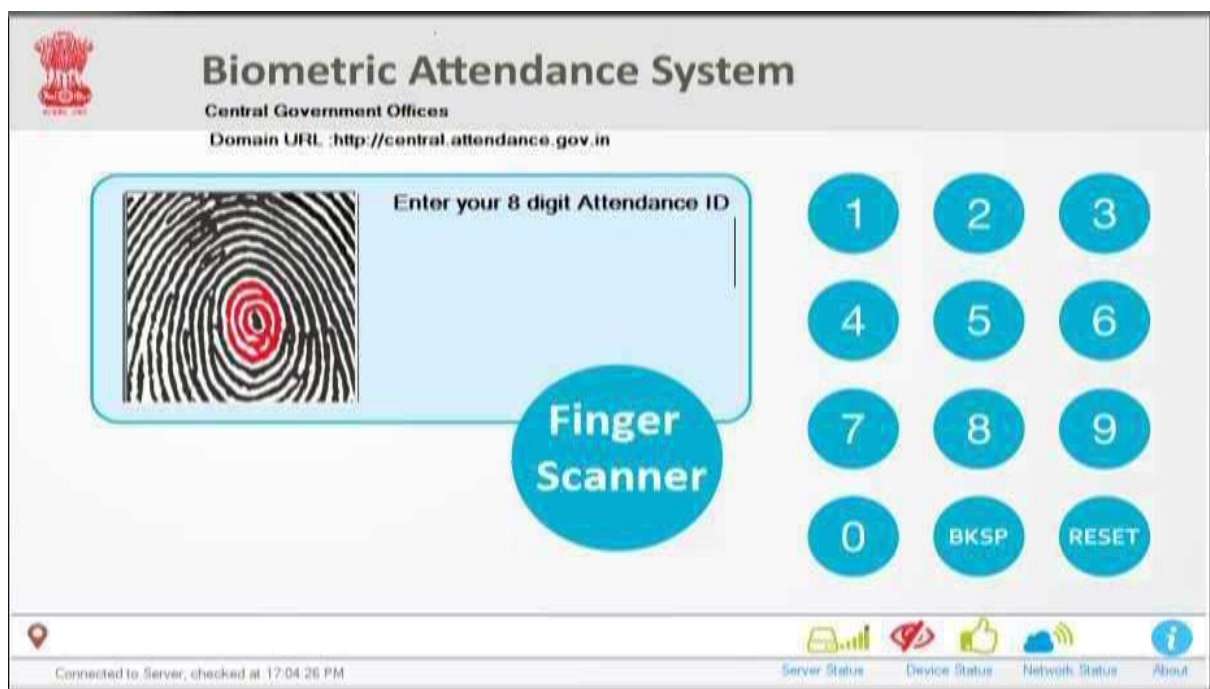 Biometric Attendance System
Central Government Offices
Domain URL :http://central.attendance.gov.in
Enter your 8 digit Attendance ID
Finger
Scanner
1 2 3
4 5 6
7 8 9
0 BKSP RESET
Connected to Server, checked at 17:04:26 PM
Server Status Device Status Network Status About